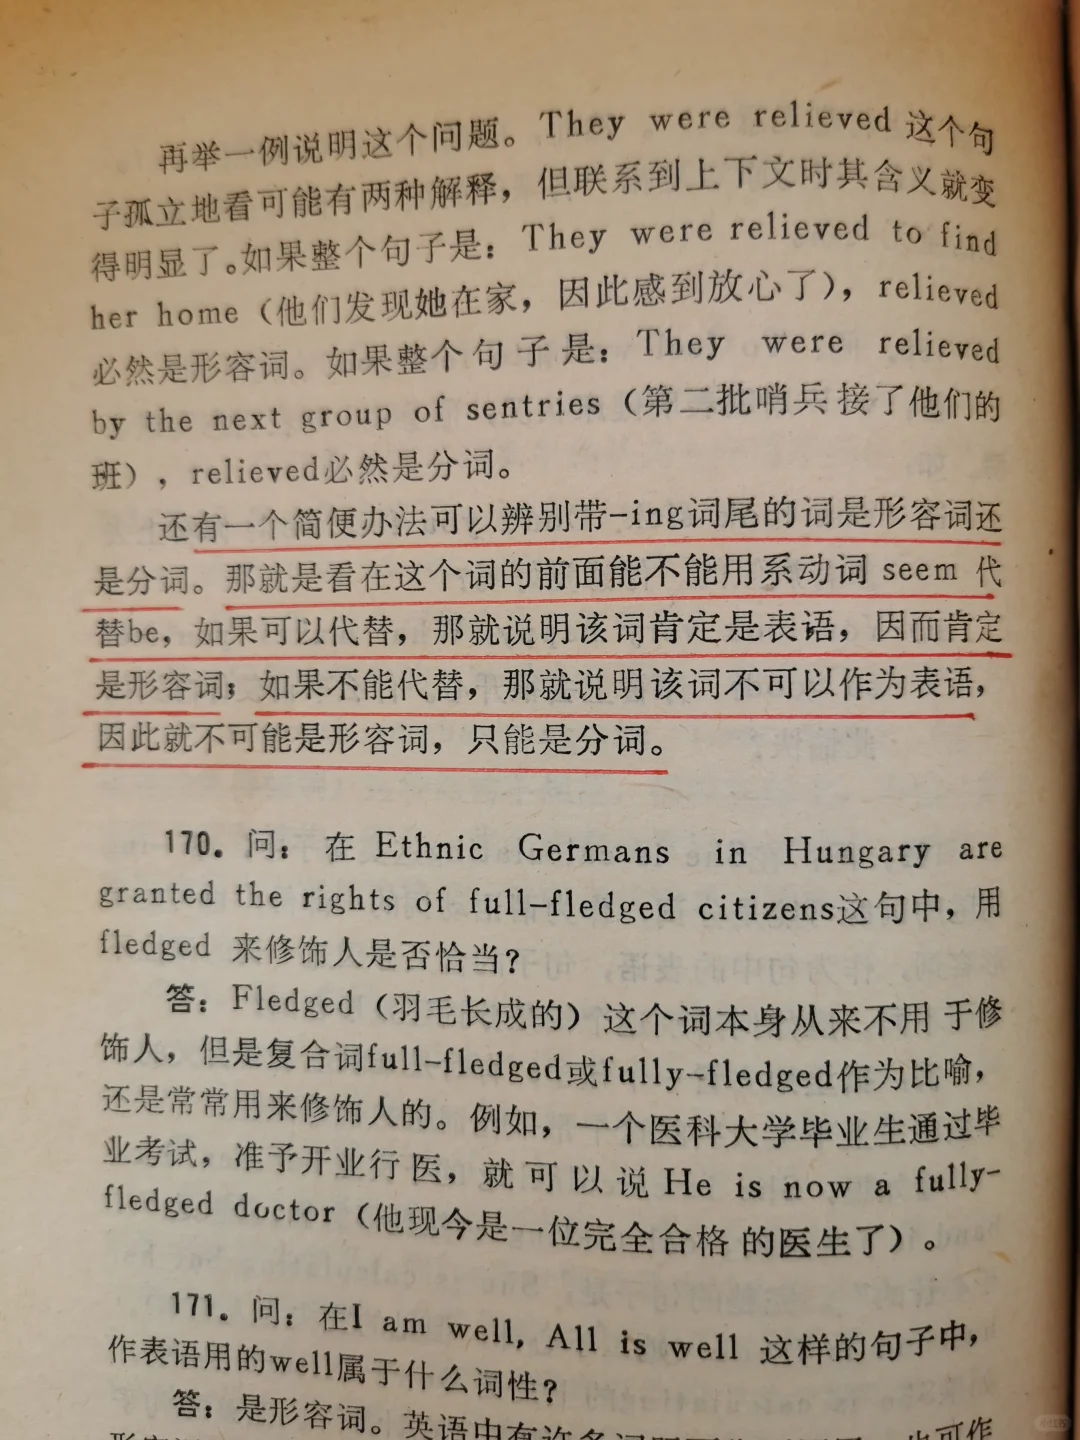 再举一例说明这个问题。They were relieved 这个句
子孤立地看可能有两种解释，但联系到上下文时其含义就变
得明显了。如果整个句子是：They were relieved to find
her home（他们发现她在家，因此感到放心了），relieved
必然是形容词。如果整个句子是：They were relieved
by the next group of sentries（第二批哨兵接了他们的
班），relieved必然是分词。
还有一个简便办法可以辨别带-ing词尾的词是形容词还
是分词。那就是看在这个词的前面能不能用系动词 seem 代
替be，如果可以代替，那就说明该词肯定是表语，因而肯定
是形容词；如果不能代替，那就说明该词不可以作为表语，
因此就不可能是形容词，只能是分词。
170. 问：在 Ethnic Germans in Hungary are
granted the rights of full-fledged citizens这句中，用
fledged 来修饰人是否恰当？
答：Fledged（羽毛长成的）这个词本身从来不用于修
饰人，但是复合词full-fledged或fully-fledged作为比喻，
还是常常用来修饰人的。例如，一个医科大学毕业生通过毕
业考试，准予开业行医，就可以说 He is now a fully-
fledged doctor（他现今是一位完全合格的医生了）。
171. 问：在I am well, All is well 这样的句子中，
作表语用的well属于什么词性？
答：是形容词。英语中有许多词